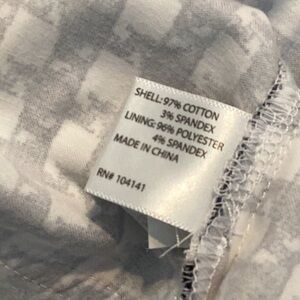 SHELL: 97% COTTON
3% SPANDEX
LINING: 96% POLYESTER
4% SPANDEX
MADE IN CHINA
RN# 104141